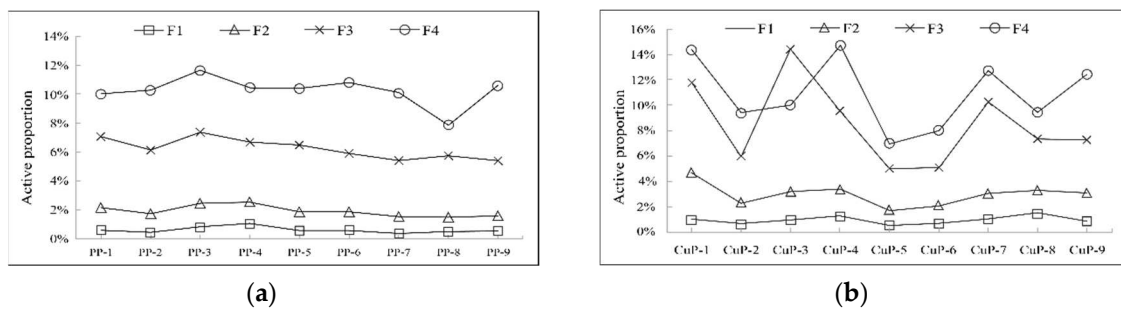 F1 F2 F3 F4
14%
12%
10%
8%
6%
4%
2%
0%
Active proportion
PP-1 PP-2 PP-3 PP-4 PP-5 PP-6 PP-7 PP-8 PP-9
(a)
F1 F2 F3 F4
16%
14%
12%
10%
8%
6%
4%
2%
0%
Active proportion
CuP-1 CuP-2 CuP-3 CuP-4 CuP-5 CuP-6 CuP-7 CuP-8 CuP-9
(b)